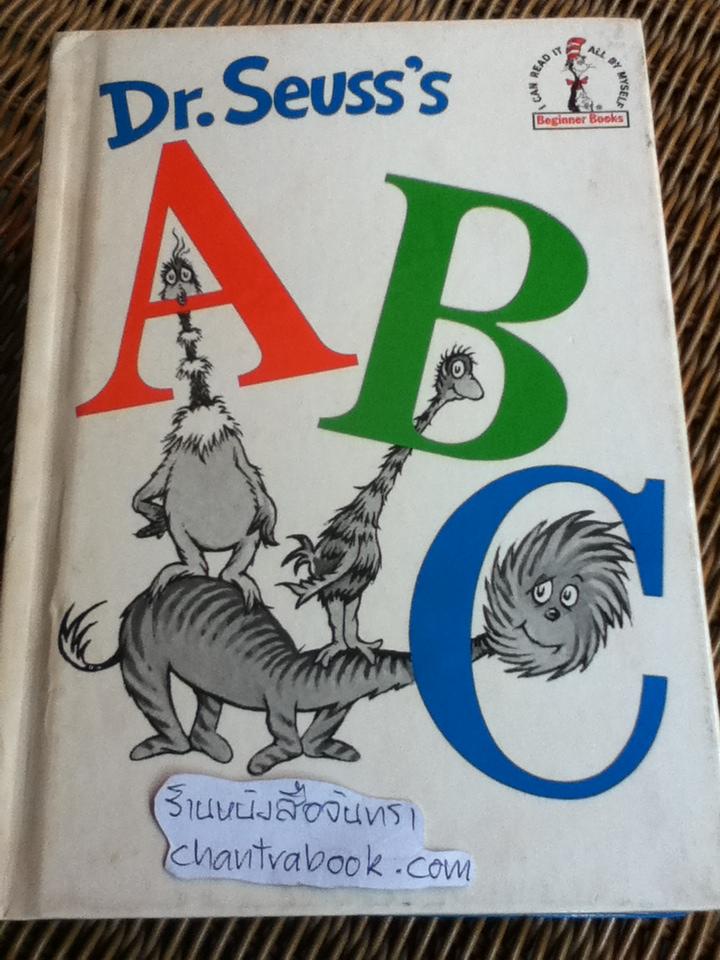 Dr. Seuss's
I CAN READ IT ALL BY MYSELF
Beginner Books
A
B
C
ร้านหนังสือจันทรา
chantrabook.com